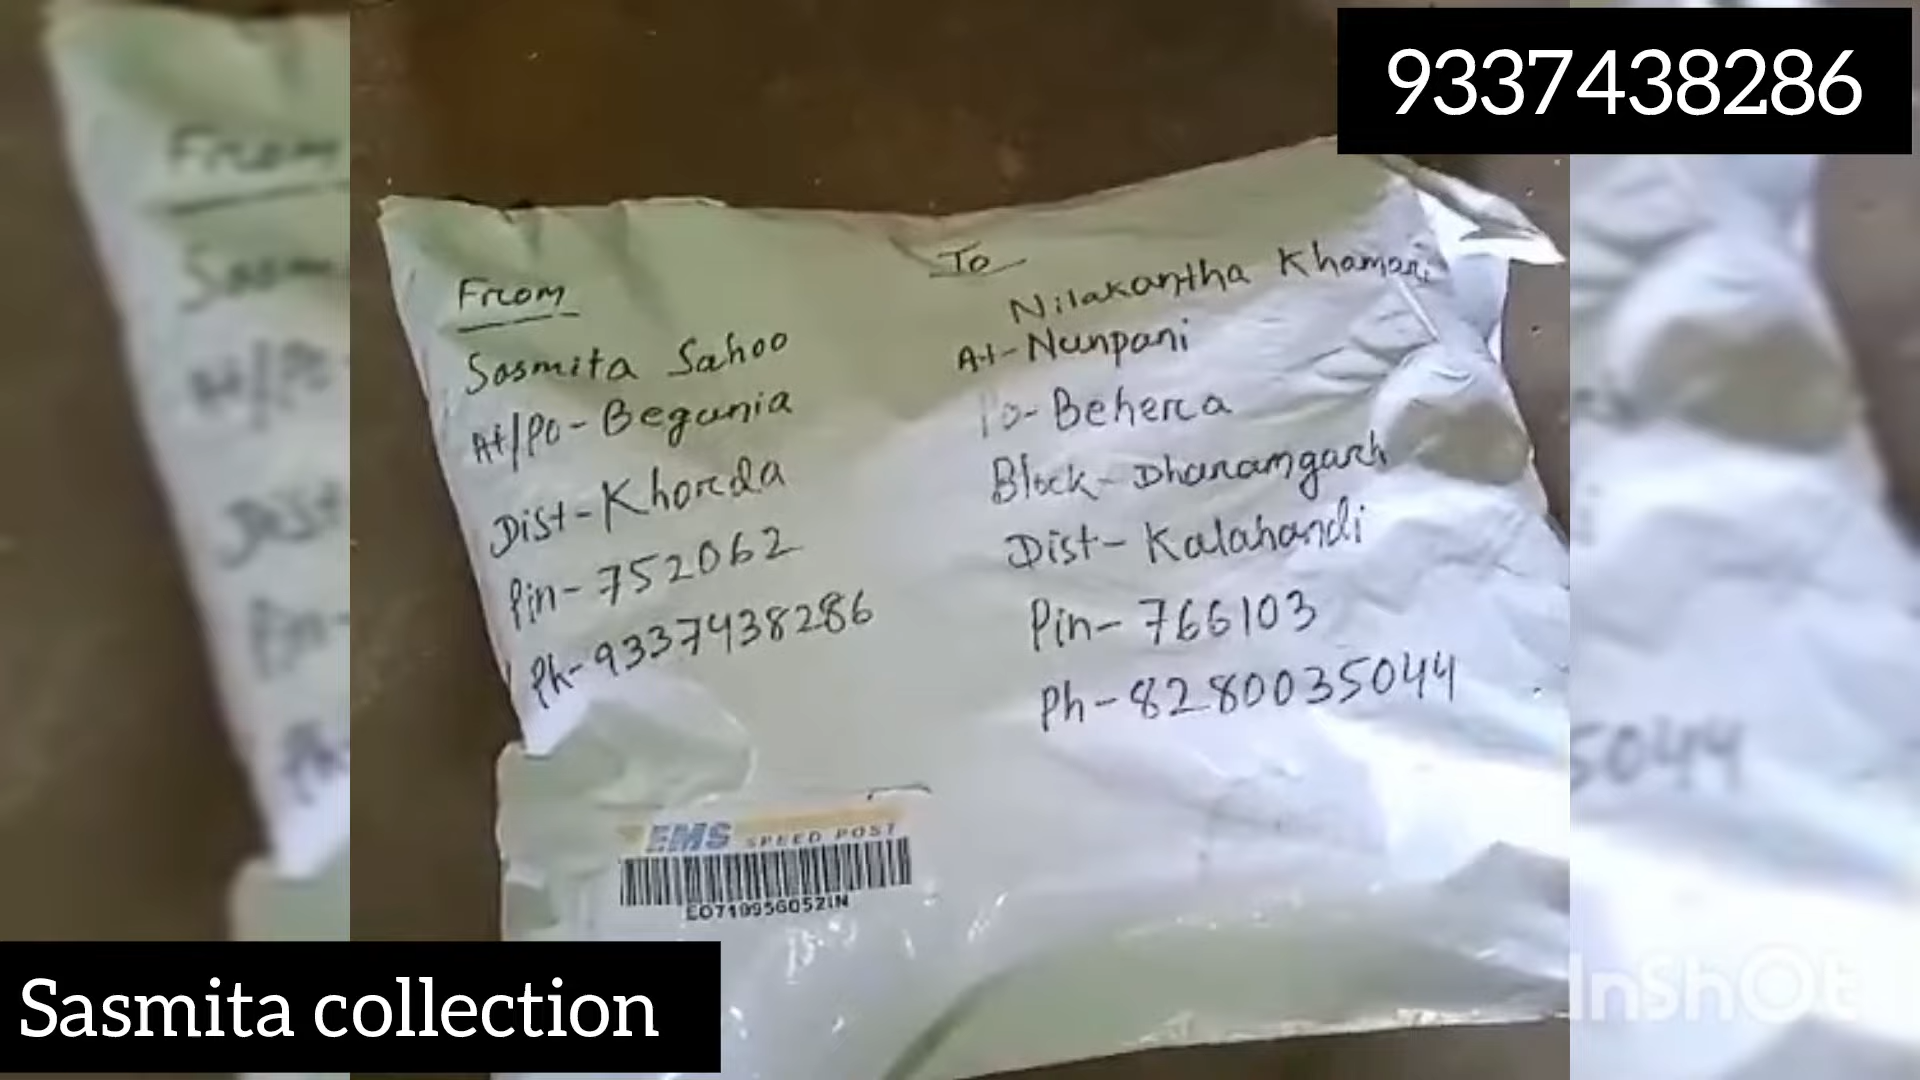 9337438286
From
Sasmita Sahoo
At/Po-Begunia
Dist-Khorda
Pin-752062
Ph-9337438286
To
Nilakantha Khamari
At-Nunpani
Po-Behera
Block-Dharamgarh
Dist-Kalahandi
Pin-766103
Ph-8280035044
EMS SPEED POST
Sasmita collection
InShOt